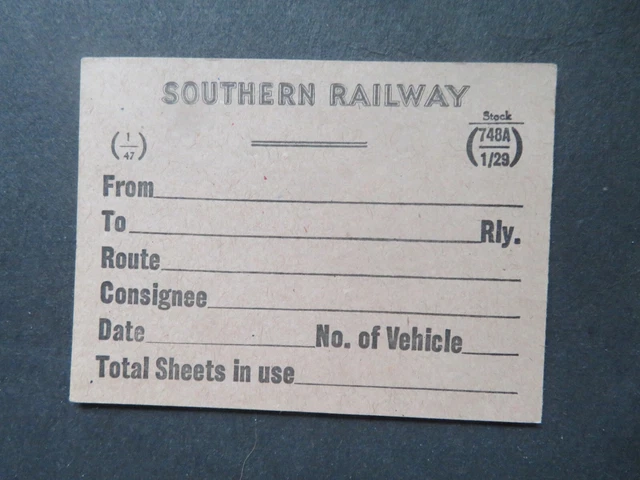 SOUTHERN RAILWAY
(1/47)
Stock
(748A)
1/29
From
To Rly.
Route
Consignee
Date No. of Vehicle
Total Sheets in use